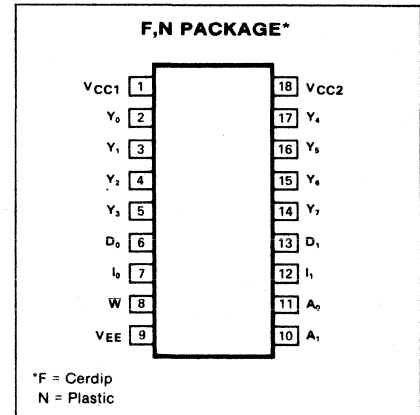 F,N PACKAGE*
VCC1 1 18 VCC2
Y₀ 2 17 Y₄
Y₁ 3 16 Y₅
Y₂ 4 15 Y₆
Y₃ 5 14 Y₇
D₀ 6 13 D₁
I₀ 7 12 I₁
W̅ 8 11 A₀
VEE 9 10 A₁
*F = Cerdip
N = Plastic